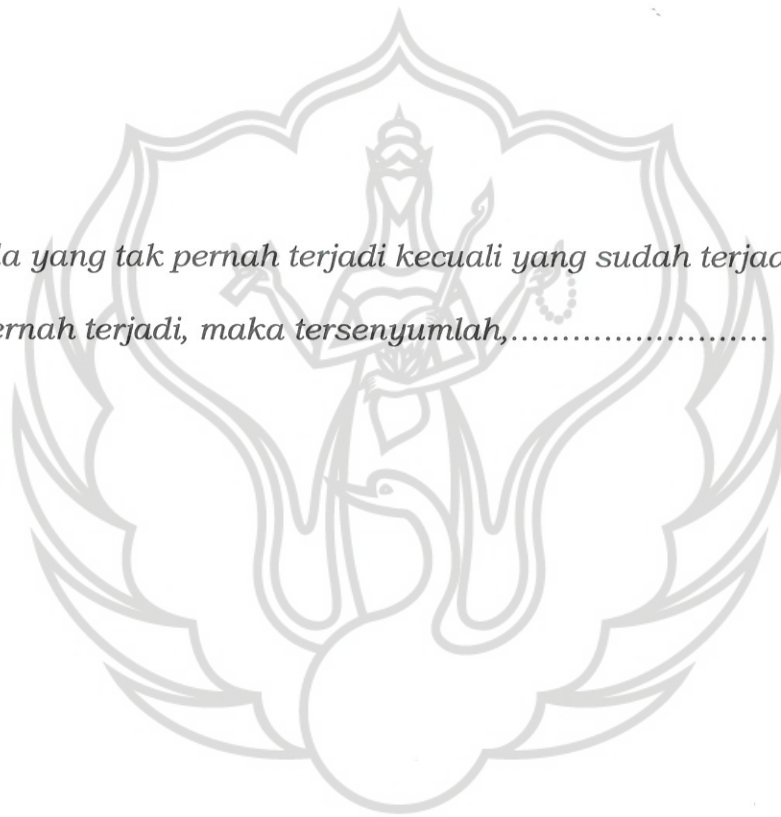 yang tak pernah terjadi kecuali yang sudah
terjadi, maka tersenyumlah,.........................